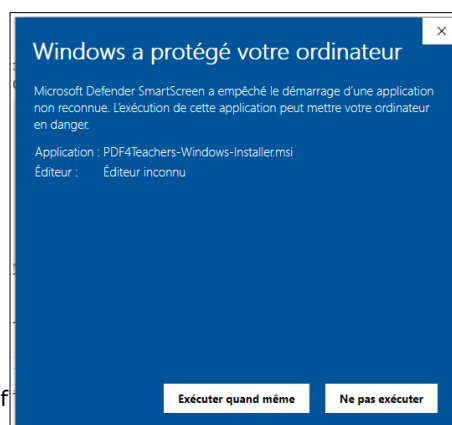 Windows a protégé votre ordinateur
Microsoft Defender SmartScreen a empêché le démarrage d'une application
non reconnue. L'exécution de cette application peut mettre votre ordinateur
en danger.
Application : PDF4Teachers-Windows-Installer.msi
Éditeur : Éditeur inconnu
f
Exécuter quand même Ne pas exécuter